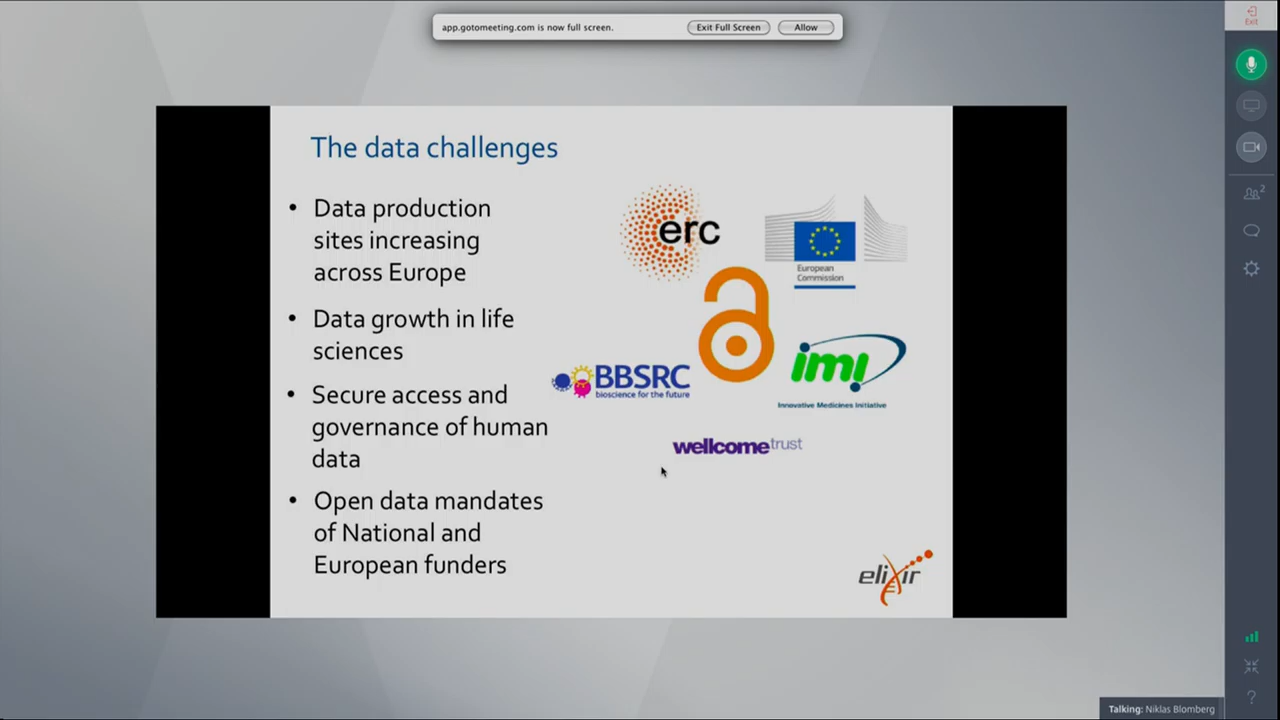 app.gotomeeting.com is now full screen.
Exit Full Screen
Allow
Exit
2
The data challenges
• Data production
sites increasing
across Europe
• Data growth in life
sciences
• Secure access and
governance of human
data
• Open data mandates
of National and
European funders
erc
European
Commission
BBSRC
bioscience for the future
imi
Innovative Medicines Initiative
wellcometrust
elixir
?
Talking: Niklas Blomberg